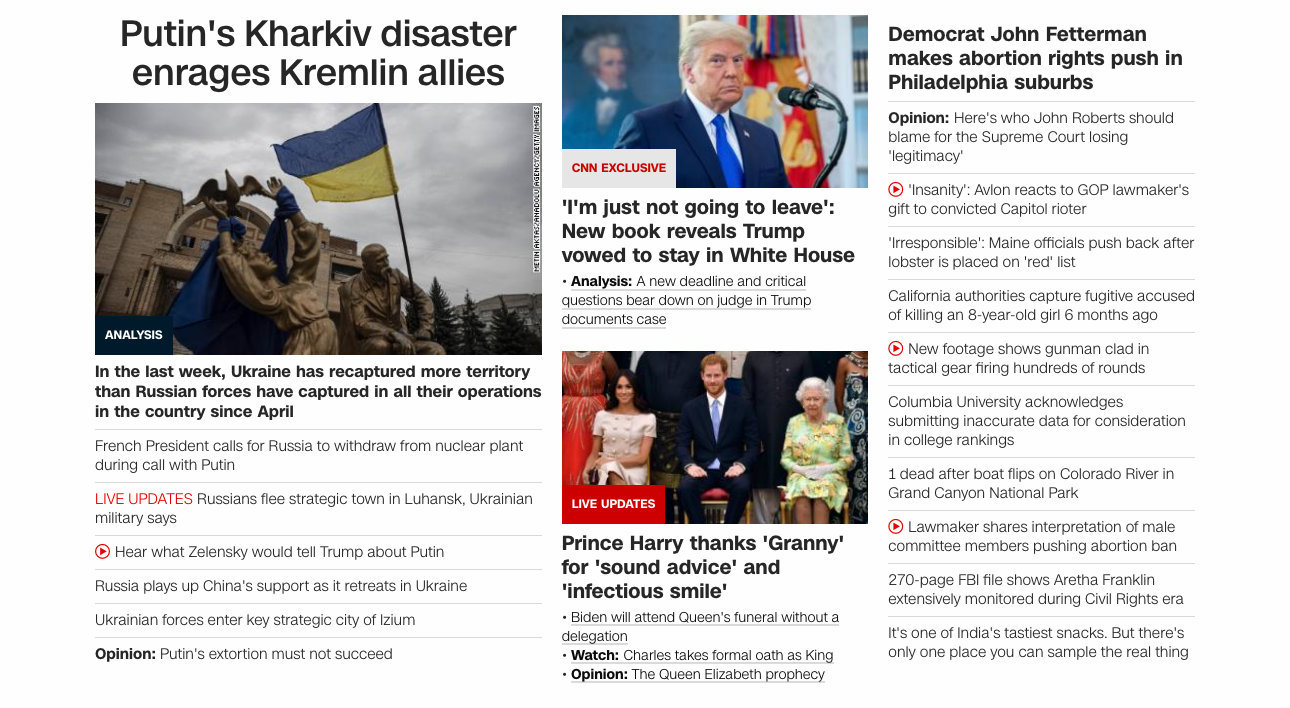 Putin's Kharkiv disaster
enrages Kremlin allies
METIN AKTAS/ANADOLU AGENCY/GETTY IMAGES
ANALYSIS
In the last week, Ukraine has recaptured more territory
than Russian forces have captured in all their operations
in the country since April
French President calls for Russia to withdraw from nuclear plant
during call with Putin
LIVE UPDATES Russians flee strategic town in Luhansk, Ukrainian
military says
Hear what Zelensky would tell Trump about Putin
Russia plays up China's support as it retreats in Ukraine
Ukrainian forces enter key strategic city of Izium
Opinion: Putin's extortion must not succeed
CNN EXCLUSIVE
'I'm just not going to leave':
New book reveals Trump
vowed to stay in White House
• Analysis: A new deadline and critical
questions bear down on judge in Trump
documents case
LIVE UPDATES
Prince Harry thanks 'Granny'
for 'sound advice' and
'infectious smile'
• Biden will attend Queen's funeral without a
delegation
• Watch: Charles takes formal oath as King
• Opinion: The Queen Elizabeth prophecy
Democrat John Fetterman
makes abortion rights push in
Philadelphia suburbs
Opinion: Here's who John Roberts should
blame for the Supreme Court losing
'legitimacy'
'Insanity': Avlon reacts to GOP lawmaker's
gift to convicted Capitol rioter
'Irresponsible': Maine officials push back after
lobster is placed on 'red' list
California authorities capture fugitive accused
of killing an 8-year-old girl 6 months ago
New footage shows gunman clad in
tactical gear firing hundreds of rounds
Columbia University acknowledges
submitting inaccurate data for consideration
in college rankings
1 dead after boat flips on Colorado River in
Grand Canyon National Park
Lawmaker shares interpretation of male
committee members pushing abortion ban
270-page FBI file shows Aretha Franklin
extensively monitored during Civil Rights era
It's one of India's tastiest snacks. But there's
only one place you can sample the real thing